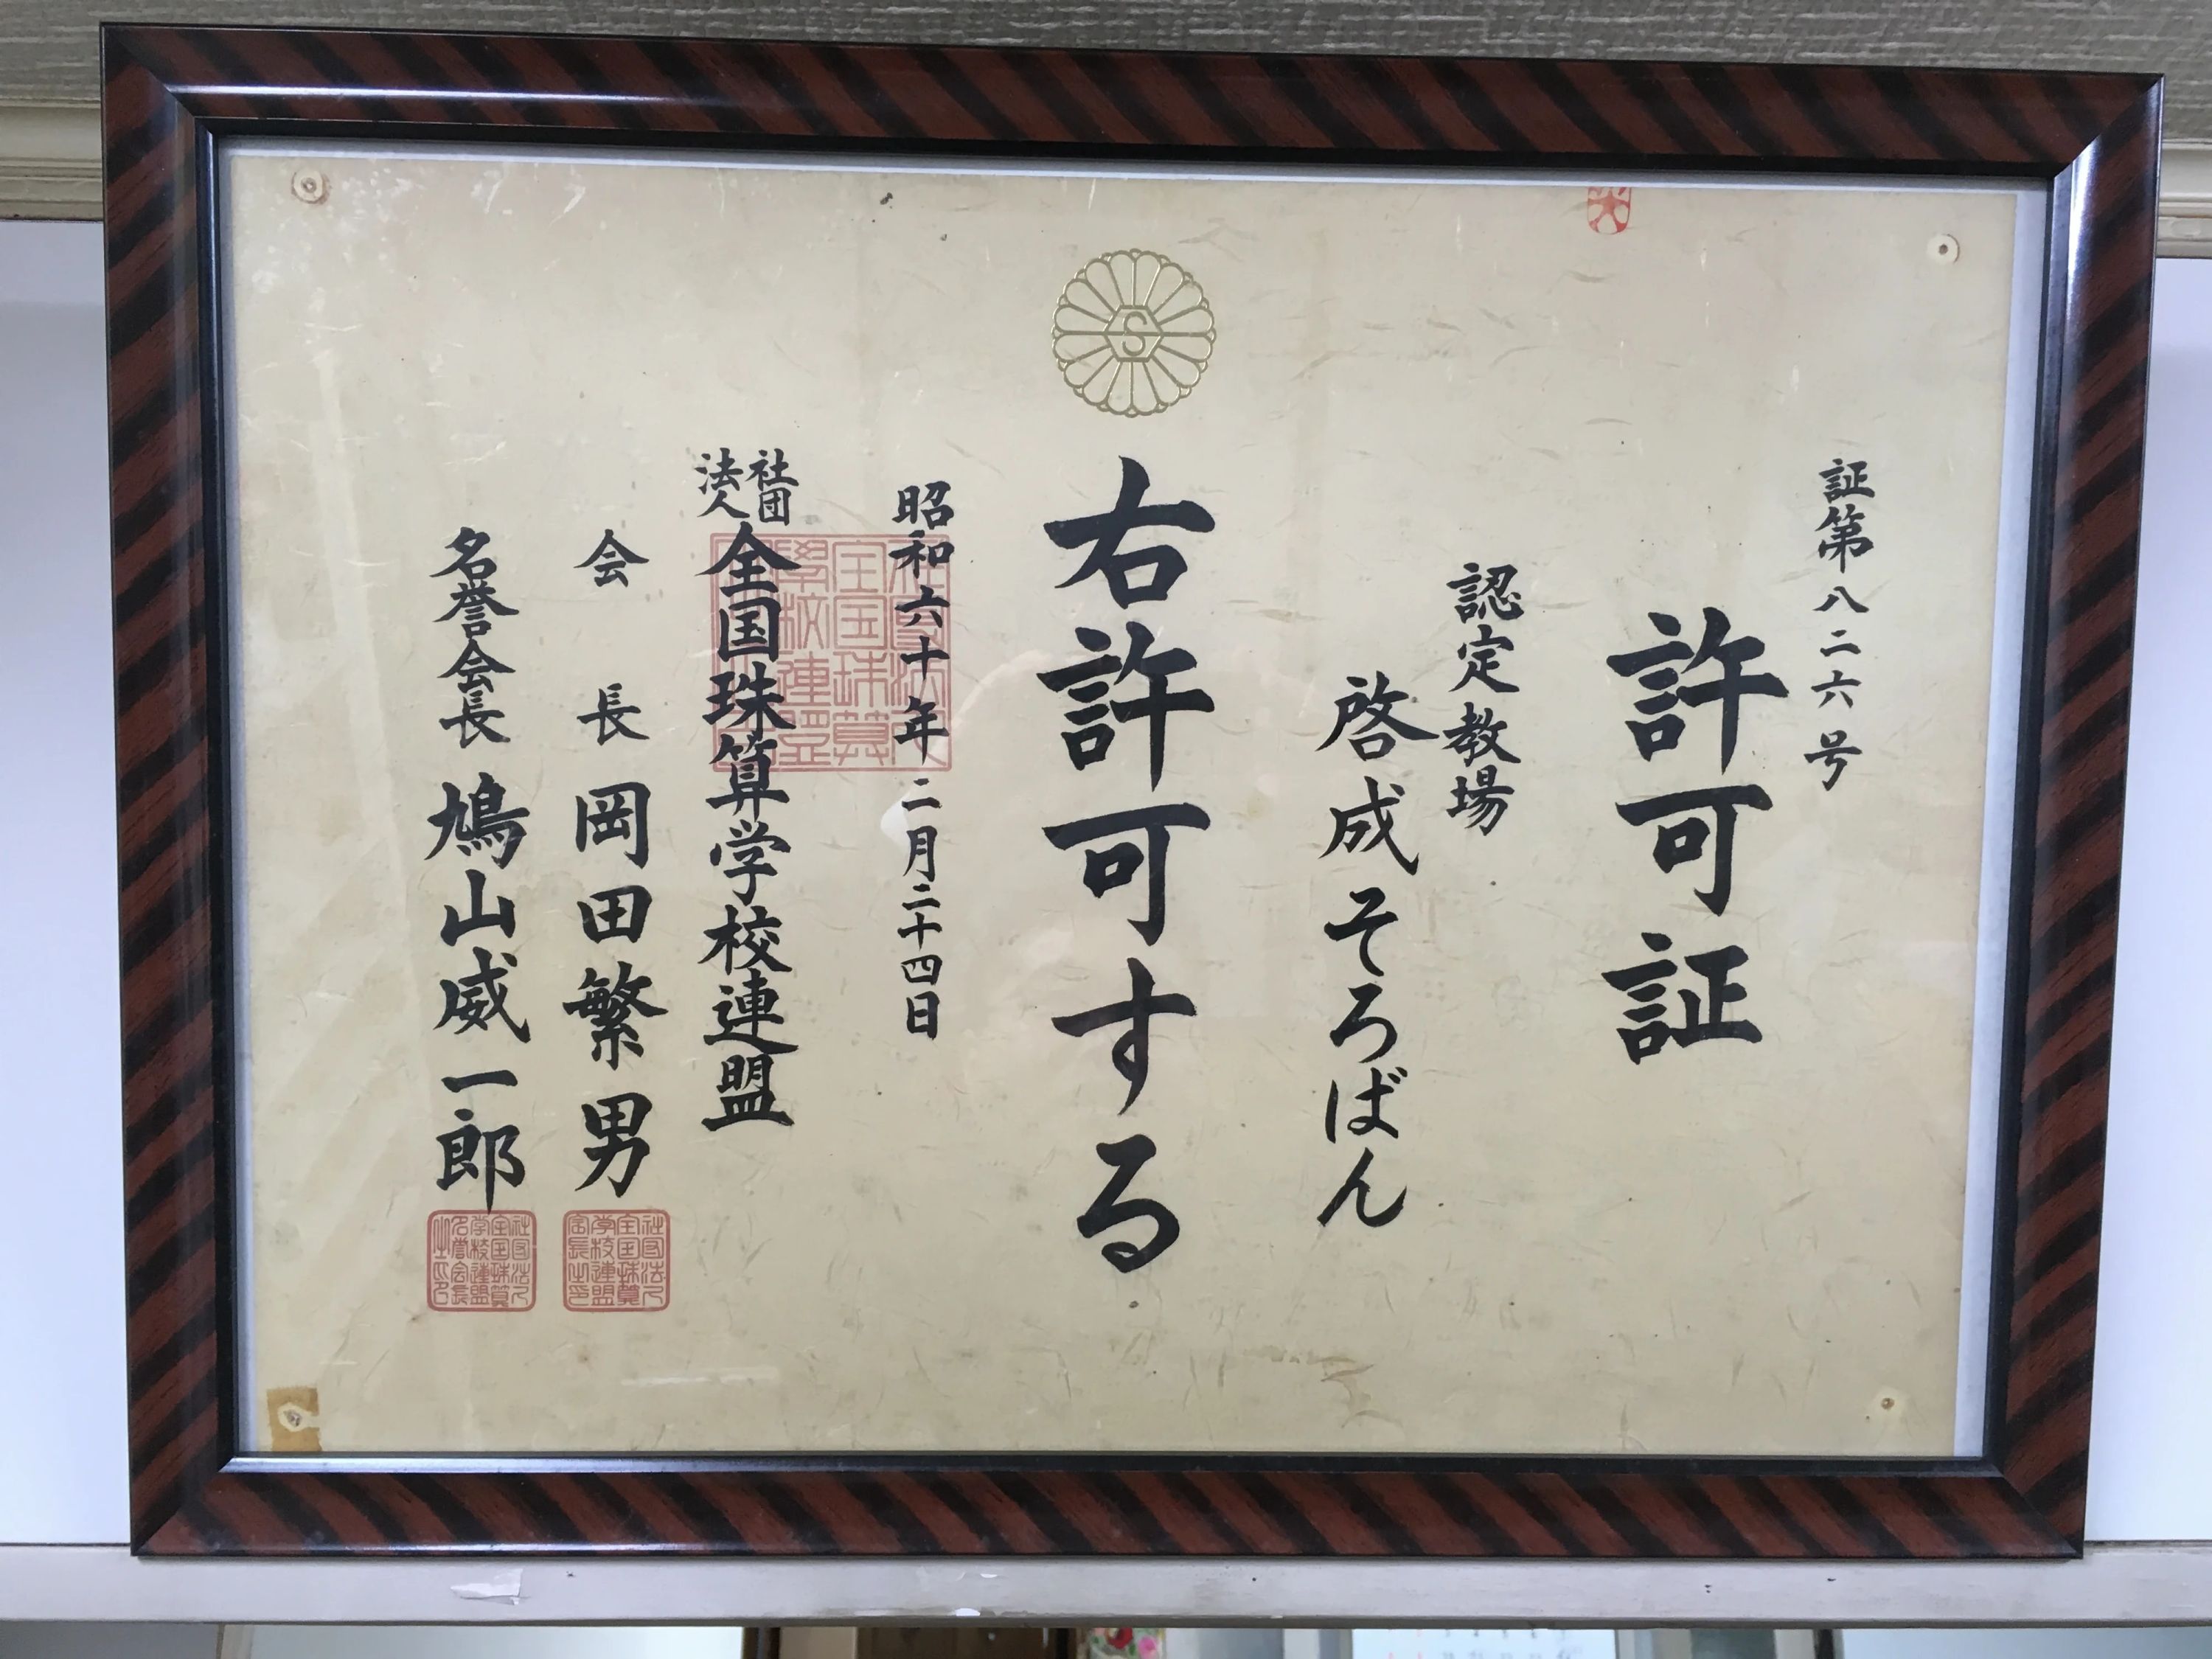 証第八二六号
許可証
認定教場
啓成そろばん
右許可する
昭和六十年二月二十四日
社団法人全国珠算学校連盟
会長 岡田繁男
名誉会長 鳩山威一郎
S